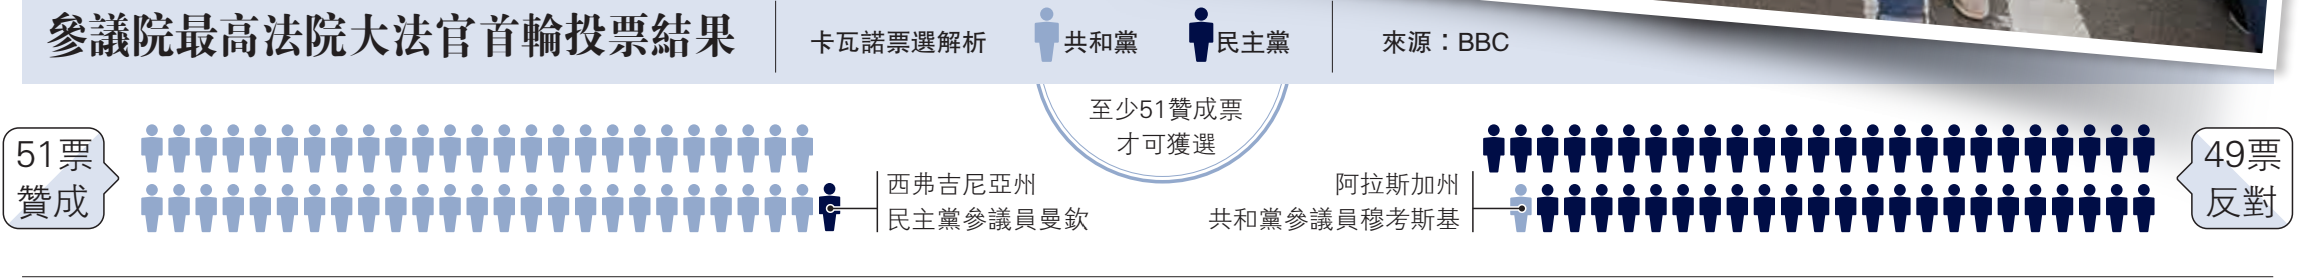 參議院最高法院大法官首輪投票結果
卡瓦諾票選解析
共和黨
民主黨
來源：BBC
至少51贊成票
才可獲選
51票
贊成
西弗吉尼亞州
民主黨參議員曼欽
阿拉斯加州
共和黨參議員穆考斯基
49票
反對